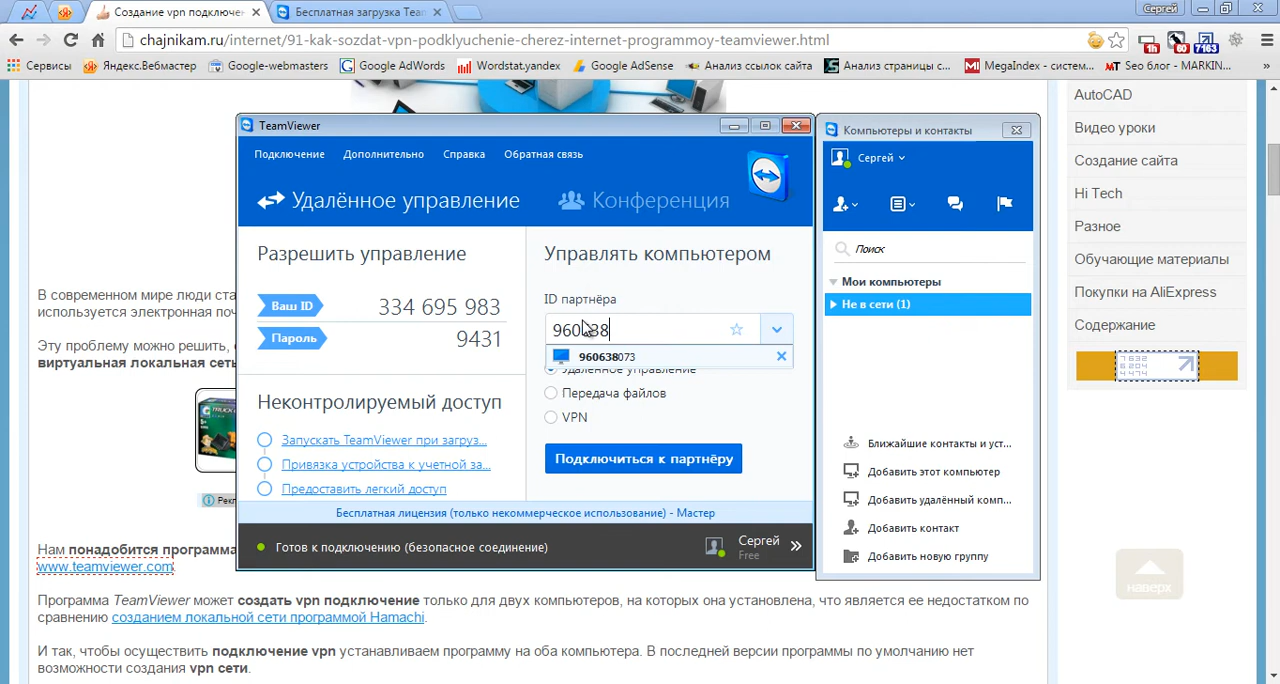 Создание vpn подключе
Бесплатная загрузка Tea
Сергей
chajnikam.ru/internet/91-kak-sozdat-vpn-podklyuchenie-cherez-internet-programmoy-teamviewer.html
1h
60
7163
Сервисы
Яндекс.Вебмастер
Google-webmasters
Google AdWords
Wordstat.yandex
Google AdSense
Анализ ссылок сайта
Анализ страницы с...
MegaIndex - систем...
Seo блог - MARKIN...
»
TeamViewer
Подключение
Дополнительно
Справка
Обратная связь
Удалённое управление
Конференция
Разрешить управление
Ваш ID
334 695 983
Пароль
9431
Неконтролируемый доступ
Запускать TeamViewer при загруз...
Привязка устройства к учетной за...
Предоставить легкий доступ
Управлять компьютером
ID партнёра
960638
960638073
Удалённое управление
Передача файлов
VPN
Подключиться к партнёру
Бесплатная лицензия (только некоммерческое использование) - Мастер
Готов к подключению (безопасное соединение)
Сергей
Free
Компьютеры и контакты
Сергей
Поиск
Мои компьютеры
Не в сети (1)
Ближайшие контакты и уст...
Добавить этот компьютер
Добавить удалённый комп...
Добавить контакт
Добавить новую группу
AutoCAD
Видео уроки
Создание сайта
Hi Tech
Разное
Обучающие материалы
Покупки на AliExpress
Содержание
наверх
В современном мире люди ста
используется электронная поч
Эту проблему можно решить,
виртуальная локальная сеть
Рекл
Нам понадобится программа
www.teamviewer.com
Программа TeamViewer может создать vpn подключение только для двух компьютеров, на которых она установлена, что является ее недостатком по
сравнению созданием локальной сети программой Hamachi.
И так, чтобы осуществить подключение vpn устанавливаем программу на оба компьютера. В последней версии программы по умолчанию нет
возможности создания vpn сети.